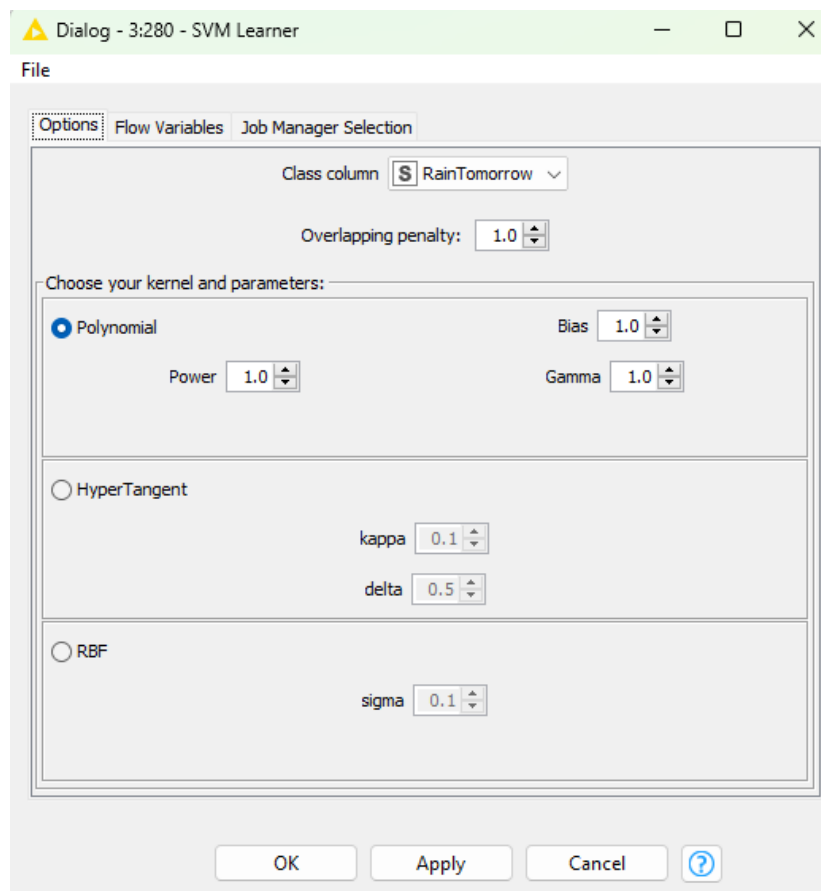 Dialog - 3:280 - SVM Learner
File
Options Flow Variables Job Manager Selection
Class column S RainTomorrow
Overlapping penalty: 1.0
Choose your kernel and parameters:
Polynomial Bias 1.0
Power 1.0 Gamma 1.0
HyperTangent
kappa 0.1
delta 0.5
RBF
sigma 0.1
OK Apply Cancel ?